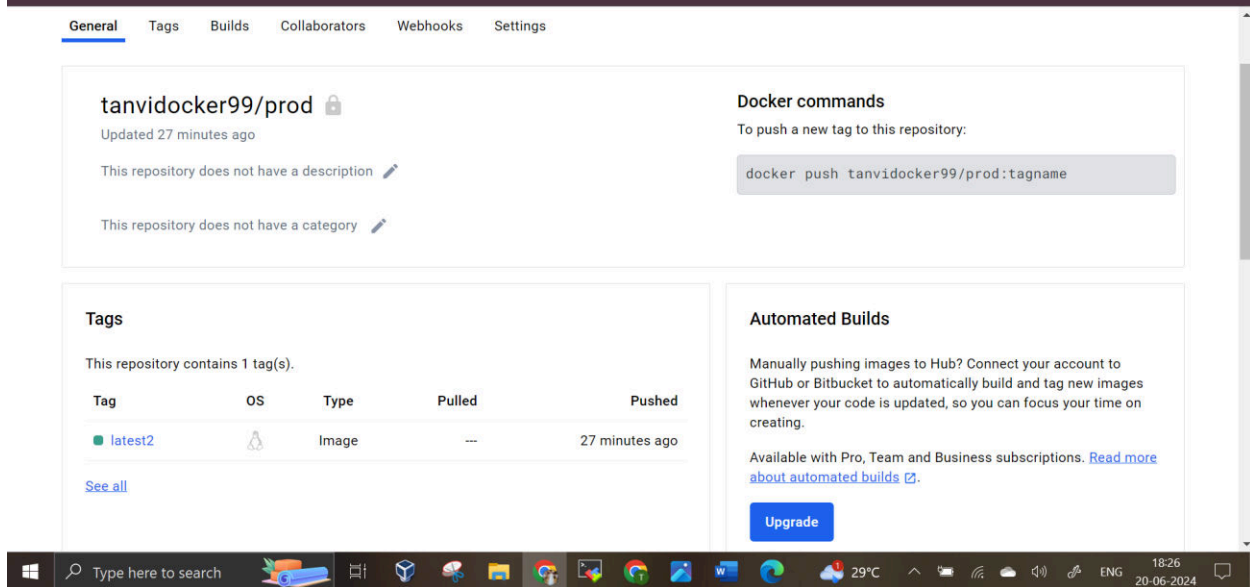 General Tags Builds Collaborators Webhooks Settings
tanvidocker99/prod
Updated 27 minutes ago
This repository does not have a description
This repository does not have a category
Docker commands
To push a new tag to this repository:
docker push tanvidocker99/prod:tagname
Tags
This repository contains 1 tag(s).
Tag OS Type Pulled Pushed
latest2 Image --- 27 minutes ago
See all
Automated Builds
Manually pushing images to Hub? Connect your account to
GitHub or Bitbucket to automatically build and tag new images
whenever your code is updated, so you can focus your time on
creating.
Available with Pro, Team and Business subscriptions. Read more
about automated builds.
Upgrade
Type here to search
29°C
ENG
18:26
20-06-2024